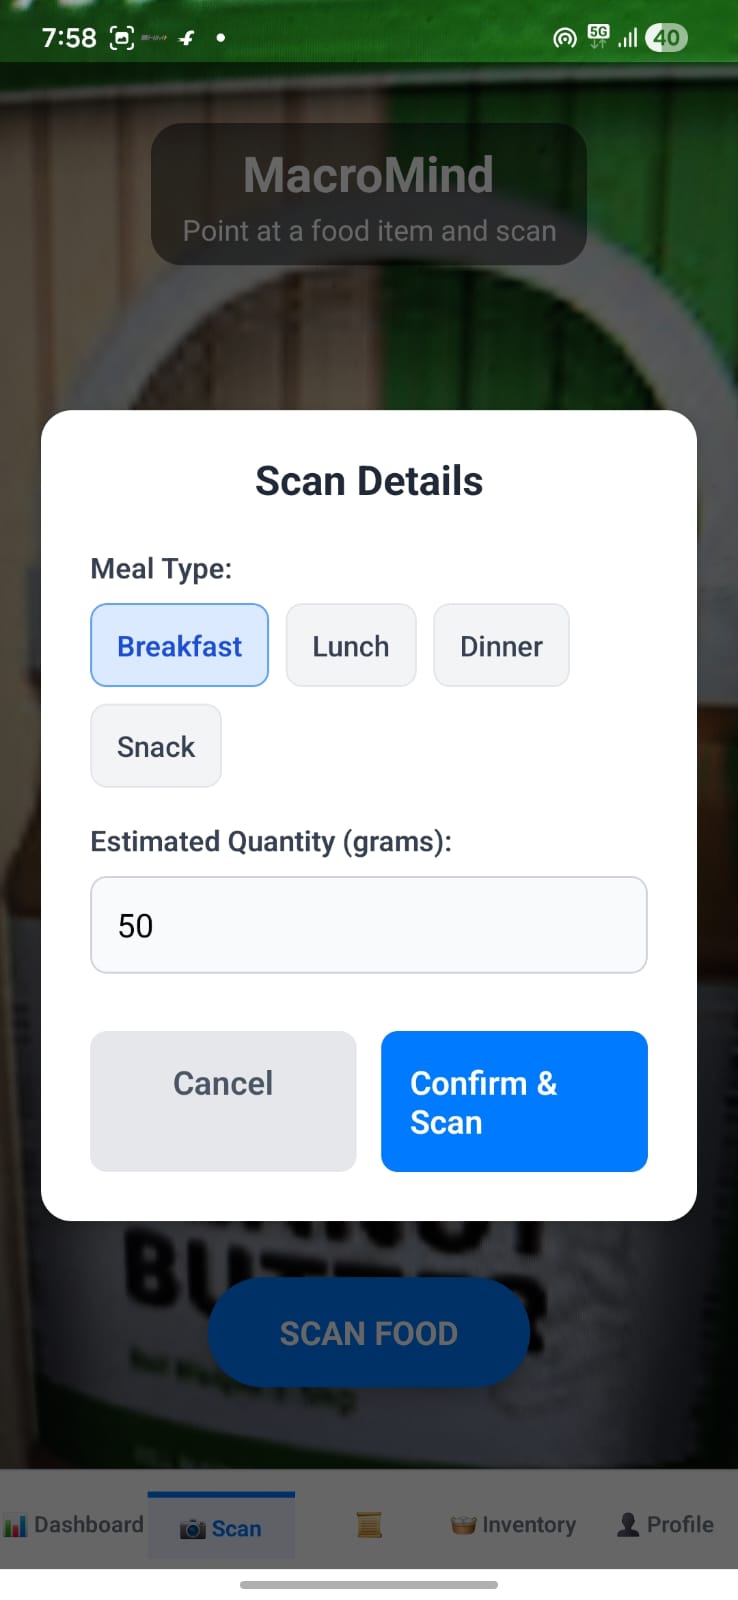 7:58
5G
40
MacroMind
Point at a food item and scan
Scan Details
Meal Type:
Breakfast
Lunch
Dinner
Snack
Estimated Quantity (grams):
50
Cancel
Confirm &
Scan
SCAN FOOD
Dashboard
Scan
Inventory
Profile